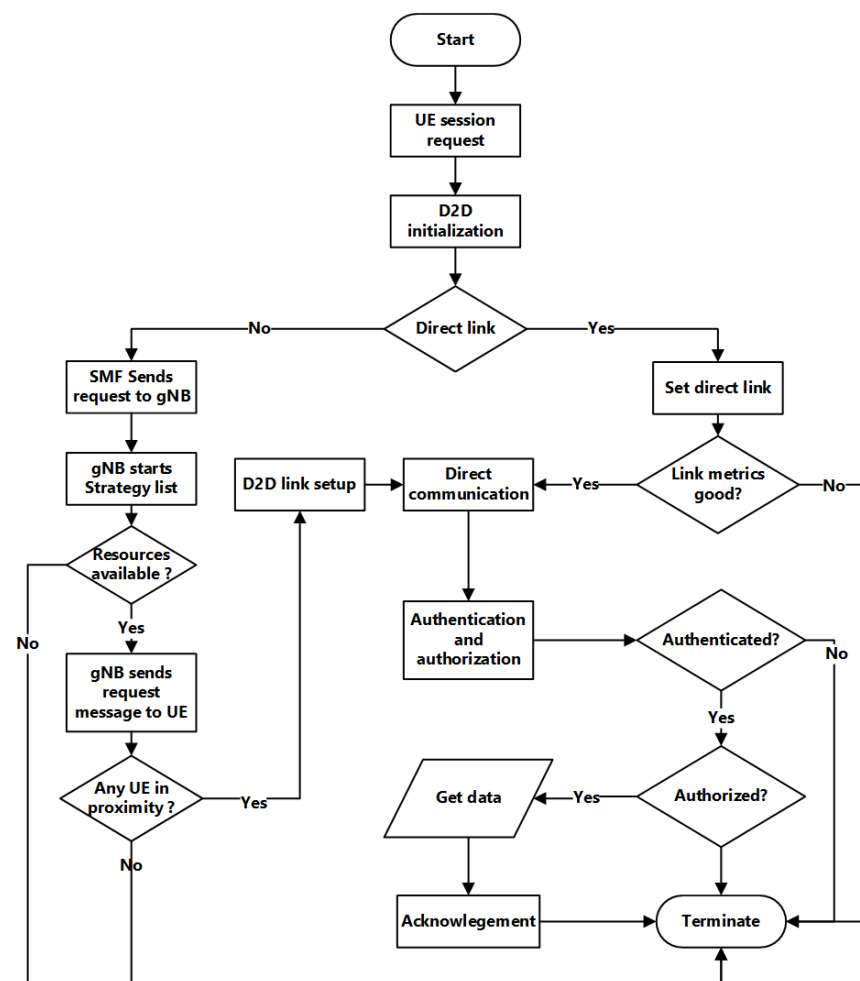 Start
UE session
request
D2D
initialization
Direct link
No
Yes
SMF Sends
request to gNB
Set direct link
gNB starts
Strategy list
D2D link setup
Direct
communication
Yes
Link metrics
good?
No
Resources
available ?
No
Yes
Authentication
and
authorization
Authenticated?
No
Yes
gNB sends
request
message to UE
Any UE in
proximity ?
Yes
No
Get data
Yes
Authorized?
Acknowlegement
Terminate